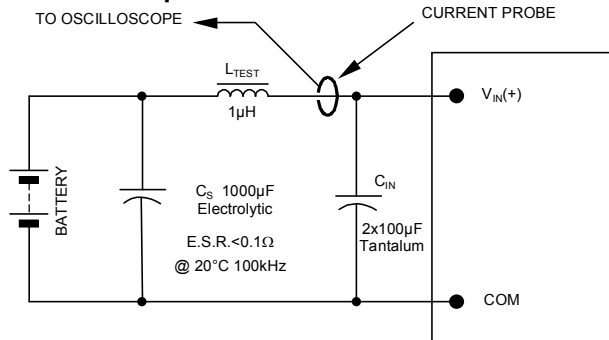 TO OSCILLOSCOPE
CURRENT PROBE
LTEST
1µH
VIN(+)
BATTERY
CS 1000µF
Electrolytic
E.S.R.<0.1Ω
@ 20°C 100kHz
CIN
2x100µF
Tantalum
COM